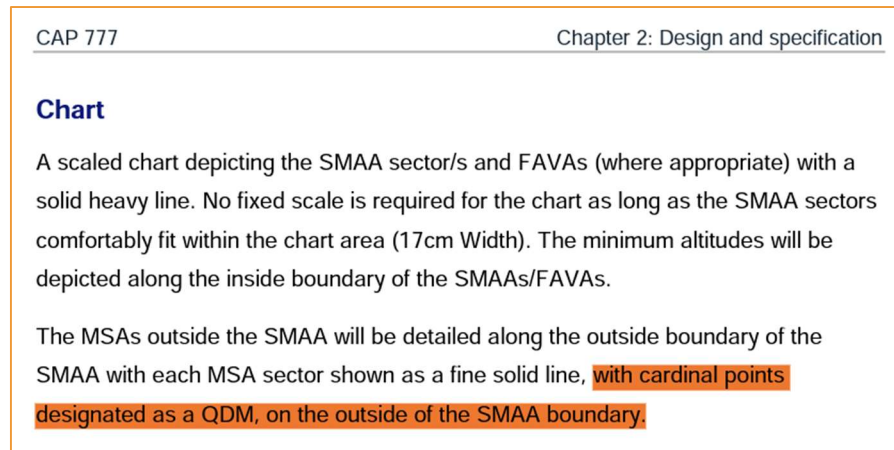 CAP 777
Chapter 2: Design and specification
Chart
A scaled chart depicting the SMAA sector/s and FAVAs (where appropriate) with a
solid heavy line. No fixed scale is required for the chart as long as the SMAA sectors
comfortably fit within the chart area (17cm Width). The minimum altitudes will be
depicted along the inside boundary of the SMAAs/FAVAs.
The MSAs outside the SMAA will be detailed along the outside boundary of the
SMAA with each MSA sector shown as a fine solid line, with cardinal points
designated as a QDM, on the outside of the SMAA boundary.